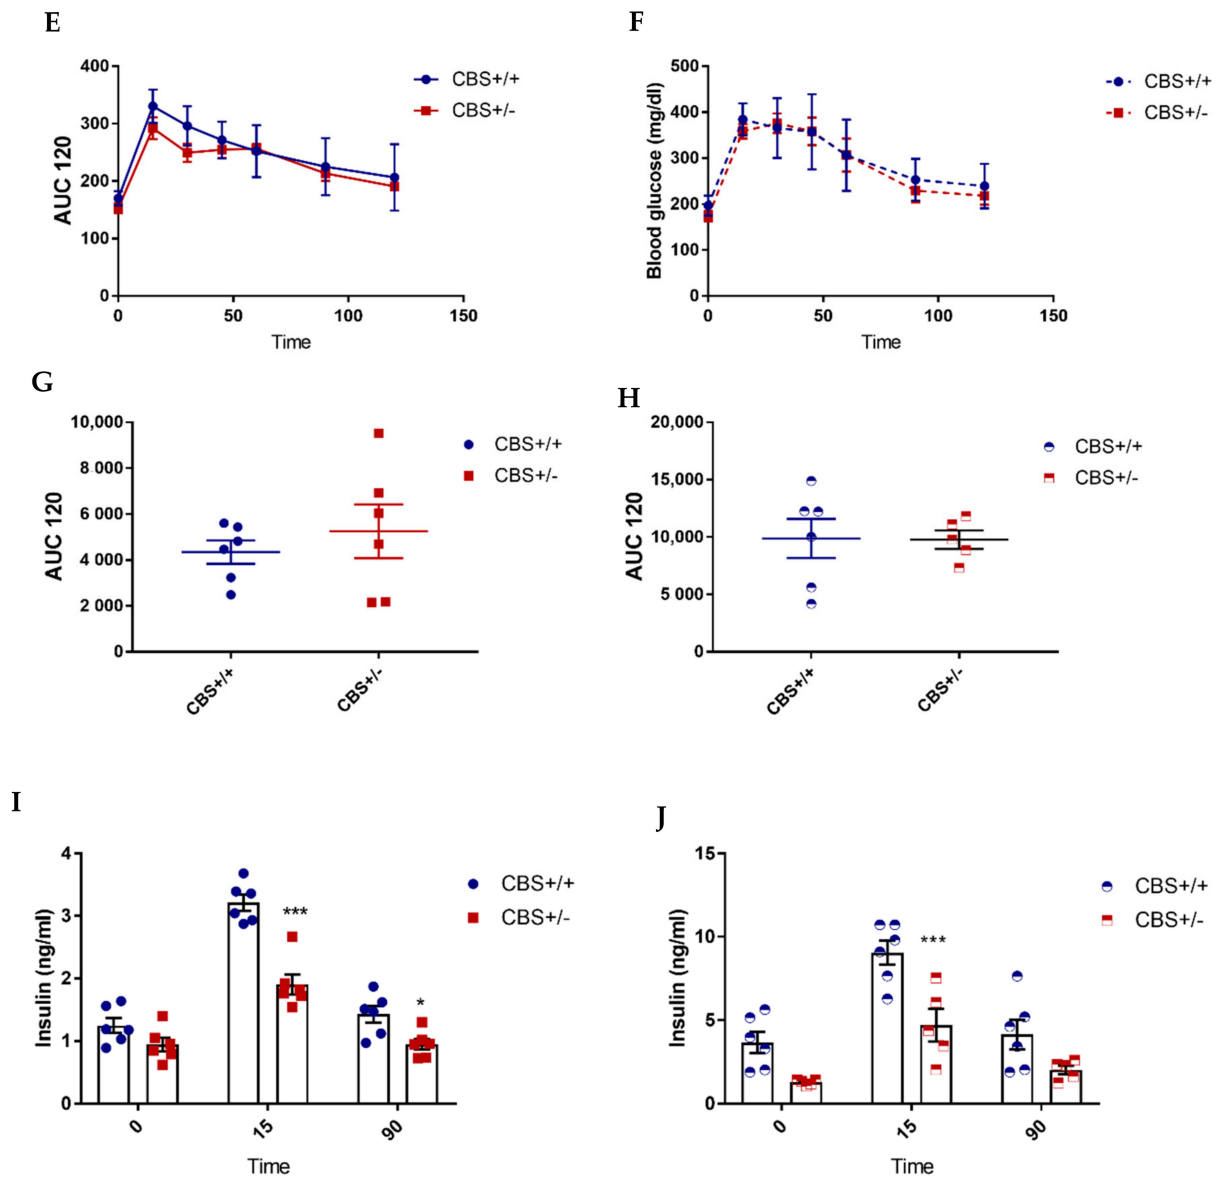 E
400
300
200
100
0
AUC 120
0
50
100
150
Time
CBS+/+
CBS+/-
F
500
400
300
200
100
0
Blood glucose (mg/dl)
0
50
100
150
Time
CBS+/+
CBS+/-
G
10,000
8 000
6 000
4 000
2 000
0
AUC 120
CBS+/+
CBS+/-
CBS+/+
CBS+/-
H
20,000
15,000
10,000
5 000
0
AUC 120
CBS+/+
CBS+/-
CBS+/+
CBS+/-
I
4
3
2
1
0
Insulin (ng/ml)
***
*
0
15
90
Time
CBS+/+
CBS+/-
J
15
10
5
0
Insulin (ng/ml)
***
0
15
90
Time
CBS+/+
CBS+/-